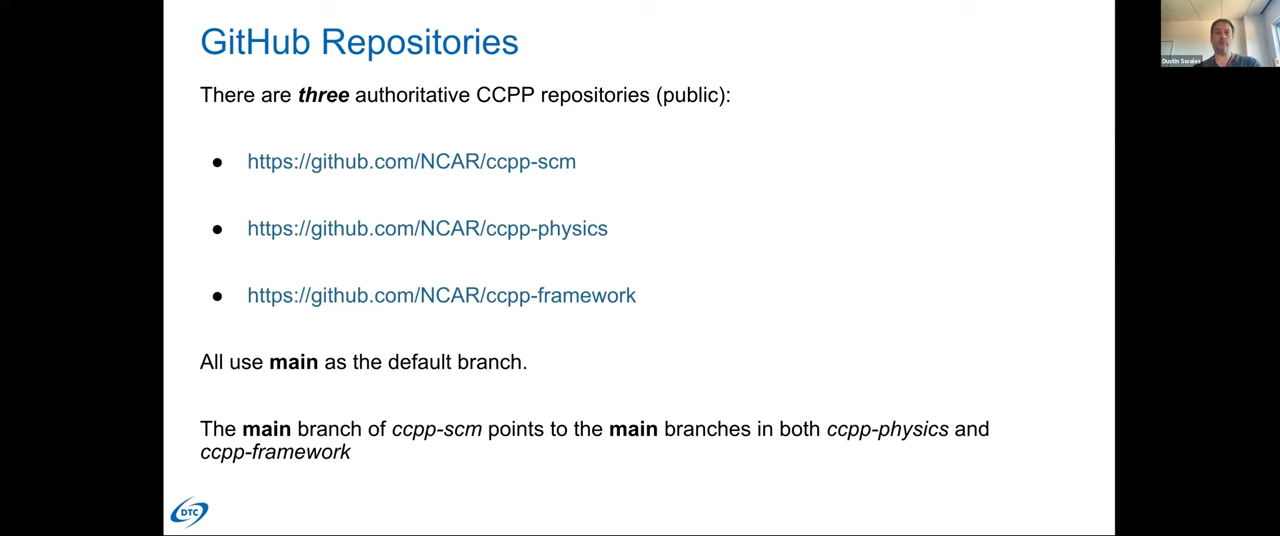 GitHub Repositories
Dustin Swales
There are three authoritative CCPP repositories (public):
● https://github.com/NCAR/ccpp-scm
● https://github.com/NCAR/ccpp-physics
● https://github.com/NCAR/ccpp-framework
All use main as the default branch.
The main branch of ccpp-scm points to the main branches in both ccpp-physics and
ccpp-framework
DTC